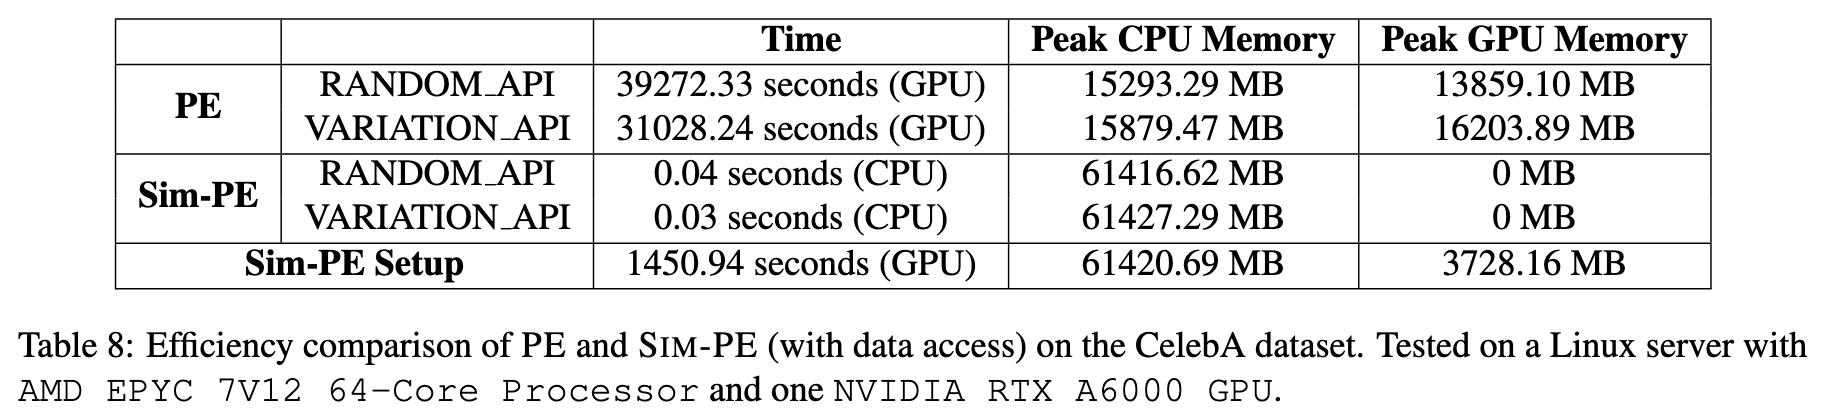 Time Peak CPU Memory Peak GPU Memory
PE RANDOM_API 39272.33 seconds (GPU) 15293.29 MB 13859.10 MB
VARIATION_API 31028.24 seconds (GPU) 15879.47 MB 16203.89 MB
Sim-PE RANDOM_API 0.04 seconds (CPU) 61416.62 MB 0 MB
VARIATION_API 0.03 seconds (CPU) 61427.29 MB 0 MB
Sim-PE Setup 1450.94 seconds (GPU) 61420.69 MB 3728.16 MB
Table 8: Efficiency comparison of PE and SIM-PE (with data access) on the CelebA dataset. Tested on a Linux server with
AMD EPYC 7V12 64-Core Processor and one NVIDIA RTX A6000 GPU.